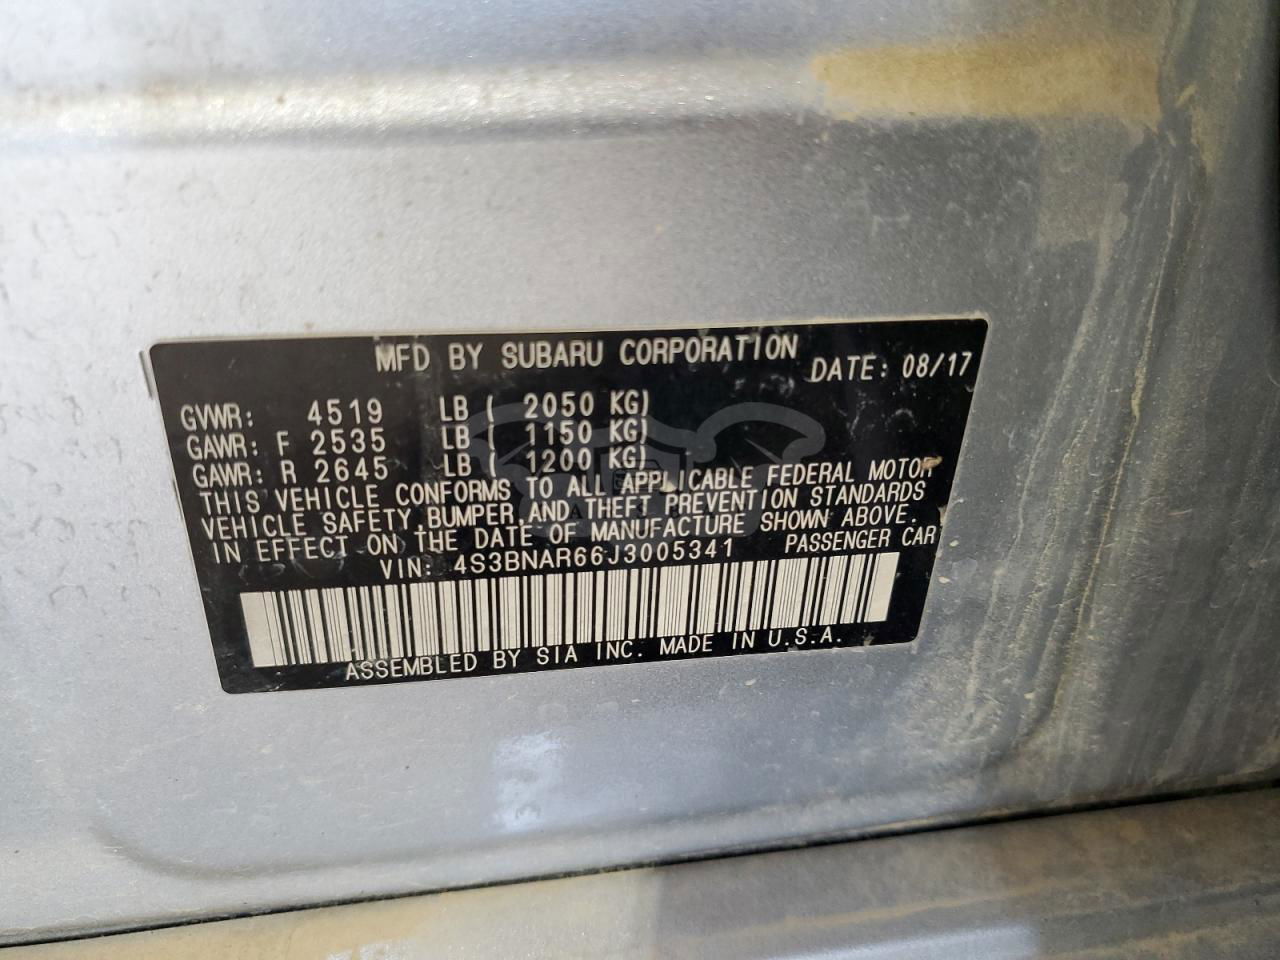 MFD BY SUBARU CORPORATION
DATE: 08/17
GVWR: 4519 LB ( 2050 KG)
GAWR: F 2535 LB ( 1150 KG)
GAWR: R 2645 LB ( 1200 KG)
THIS VEHICLE CONFORMS TO ALL APPLICABLE FEDERAL MOTOR
VEHICLE SAFETY,BUMPER,AND THEFT PREVENTION STANDARDS
IN EFFECT ON THE DATE OF MANUFACTURE SHOWN ABOVE.
VIN: 4S3BNAR66J3005341 PASSENGER CAR
ASSEMBLED BY SIA INC. MADE IN U.S.A.